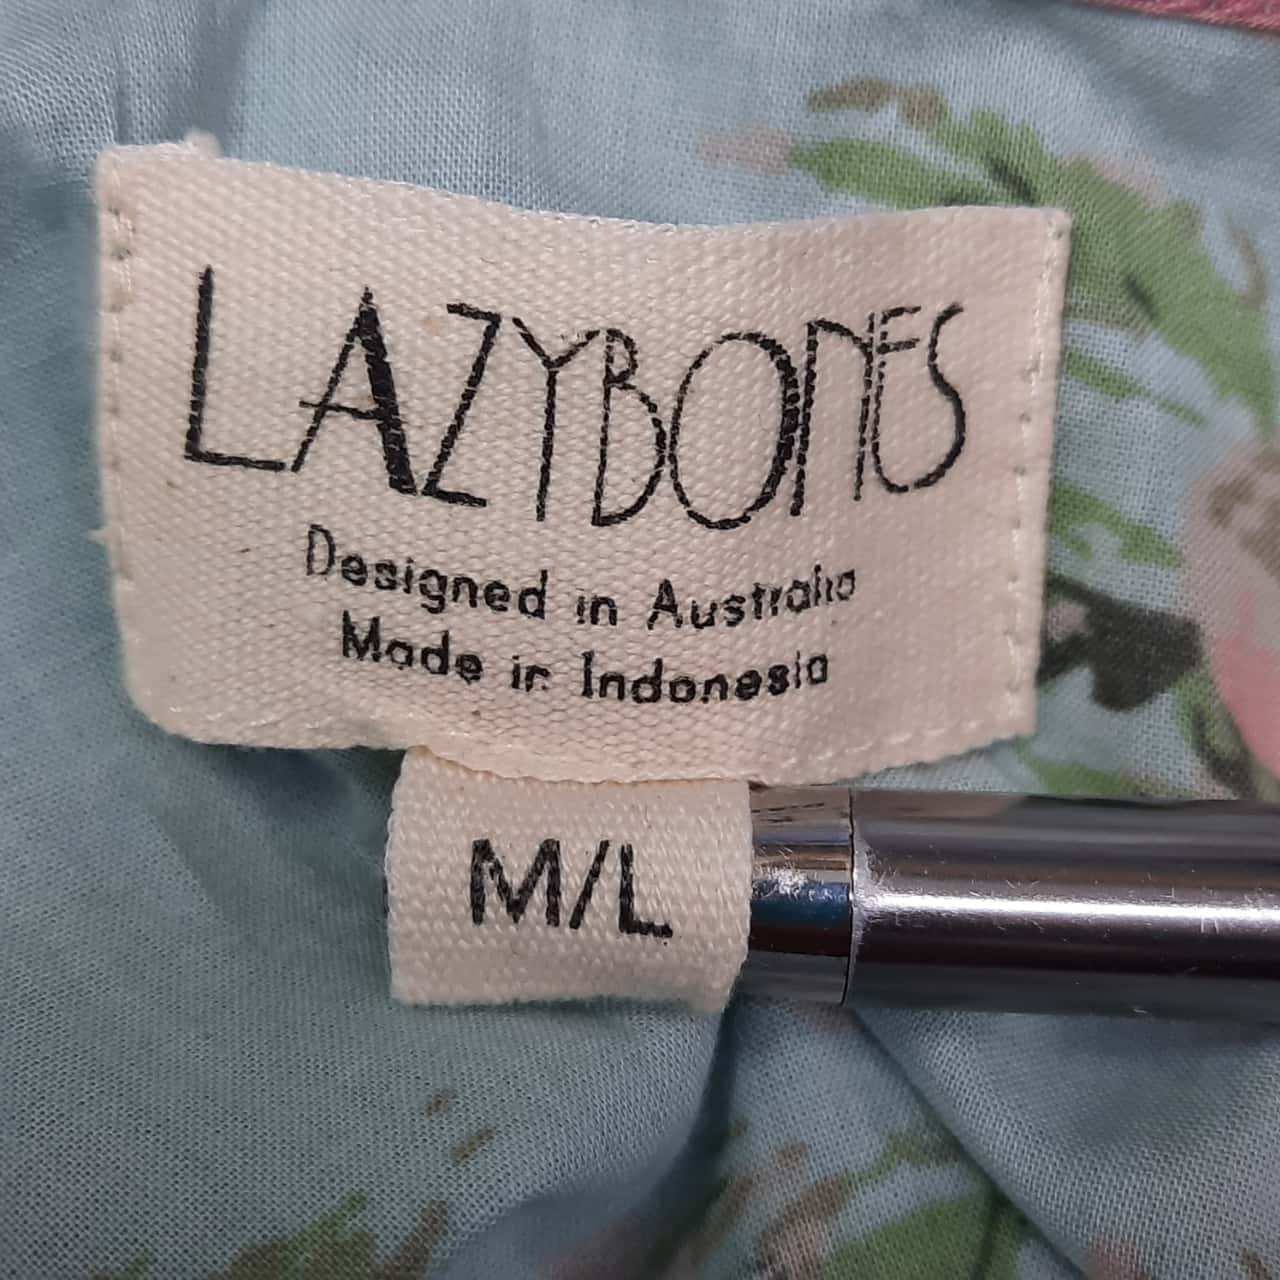 LAZYBONES
Designed in Australia
Made in Indonesia
M/L